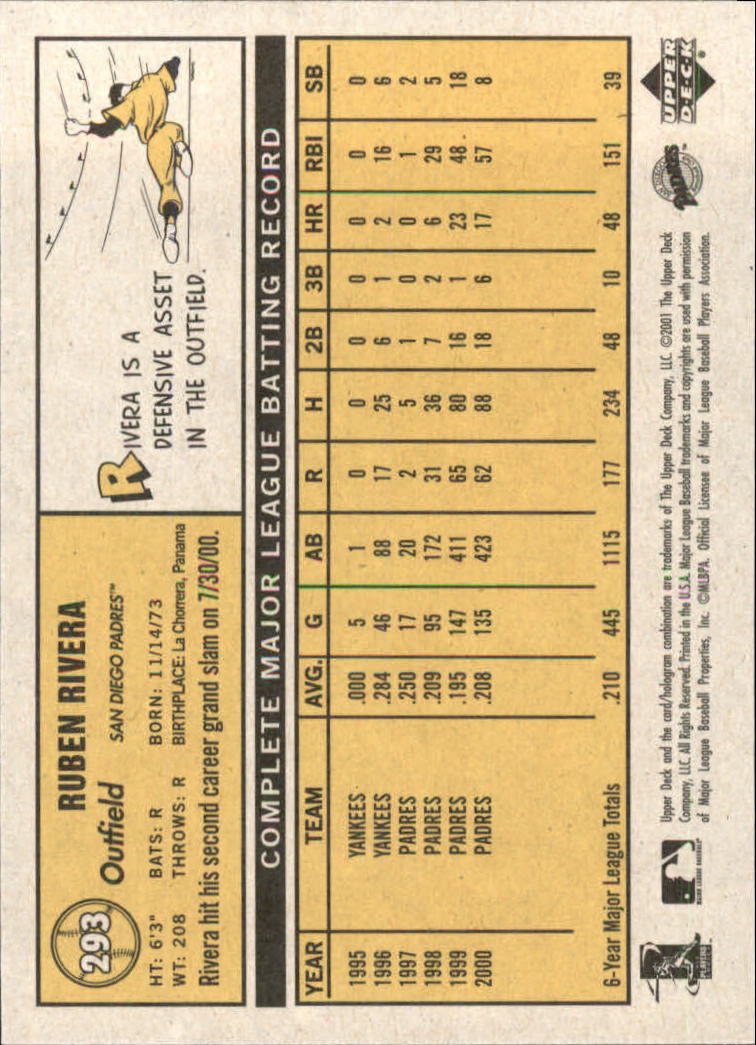 293
RUBEN RIVERA
Outfield SAN DIEGO PADRES™
HT: 6'3" BATS: R BORN: 11/14/73
WT: 208 THROWS: R BIRTHPLACE: La Chorrera, Panama
Rivera hit his second career grand slam on 7/30/00.
RIVERA IS A
DEFENSIVE ASSET
IN THE OUTFIELD.
COMPLETE MAJOR LEAGUE BATTING RECORD
YEAR TEAM AVG. G AB R H 2B 3B HR RBI SB
1995 YANKEES .000 5 1 0 0 0 0 0 0 0
1996 YANKEES .284 46 88 17 25 6 1 2 16 6
1997 PADRES .250 17 20 2 5 1 0 0 1 2
1998 PADRES .209 95 172 31 36 7 2 6 29 5
1999 PADRES .195 147 411 65 80 16 1 23 48 18
2000 PADRES .208 135 423 62 88 18 6 17 57 8
6-Year Major League Totals .210 445 1115 177 234 48 10 48 151 39
PLAYERS
MAJOR LEAGUE BASEBALL
Upper Deck and the card/hologram combination are trademarks of The Upper Deck Company, LLC. ©2001 The Upper Deck
Company, LLC. All Rights Reserved. Printed in the U.S.A. Major League Baseball trademarks and copyrights are used with permission
of Major League Baseball Properties, Inc. ©MLBPA. Official Licensee of Major League Baseball Players Association.
PADRES™
UPPER
DECK®